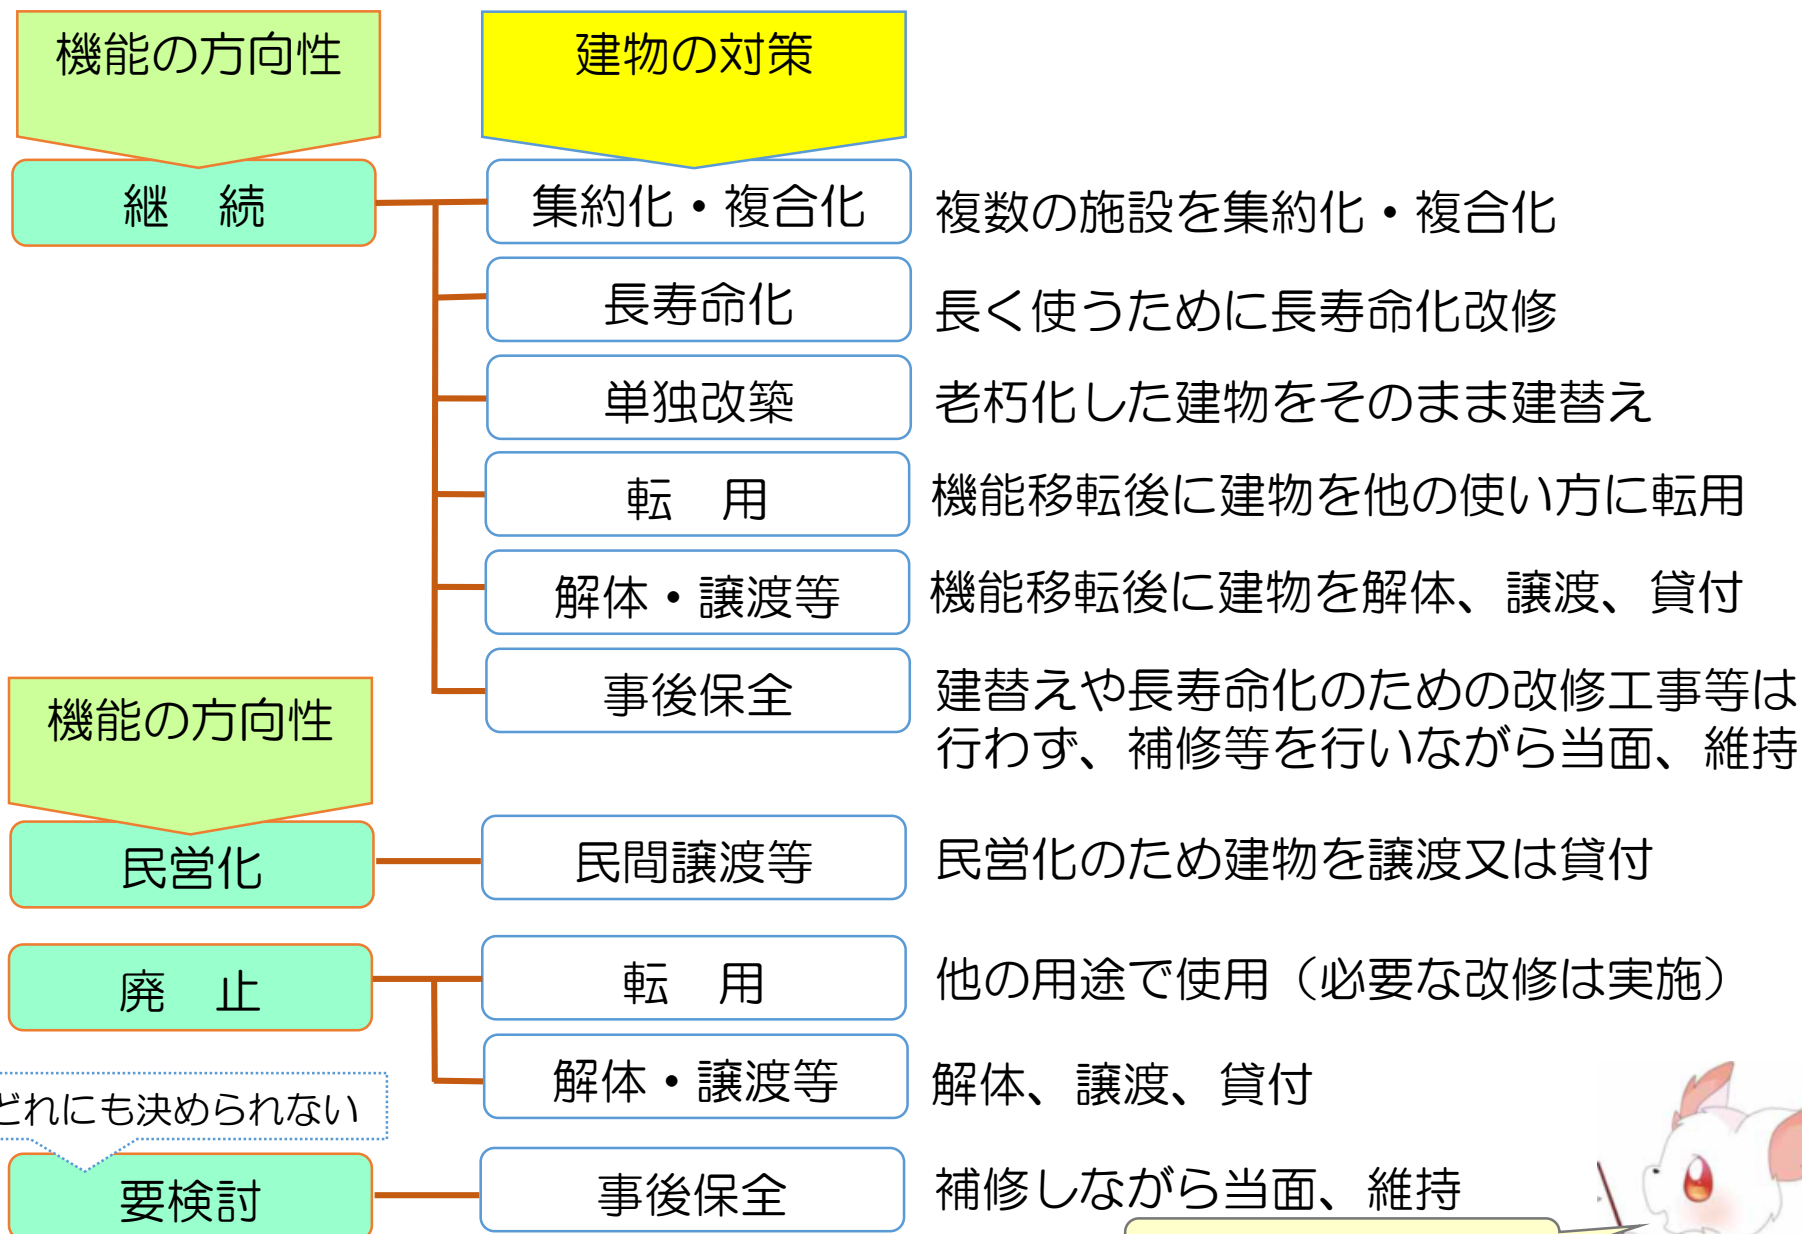 機能の方向性
建物の対策
継　続
集約化・複合化
複数の施設を集約化・複合化
長寿命化
長く使うために長寿命化改修
単独改築
老朽化した建物をそのまま建替え
転　用
機能移転後に建物を他の使い方に転用
解体・譲渡等
機能移転後に建物を解体、譲渡、貸付
事後保全
建替えや長寿命化のための改修工事等は
行わず、補修等を行いながら当面、維持
機能の方向性
民営化
民間譲渡等
民営化のため建物を譲渡又は貸付
廃　止
転　用
他の用途で使用（必要な改修は実施）
解体・譲渡等
解体、譲渡、貸付
どれにも決められない
要検討
事後保全
補修しながら当面、維持